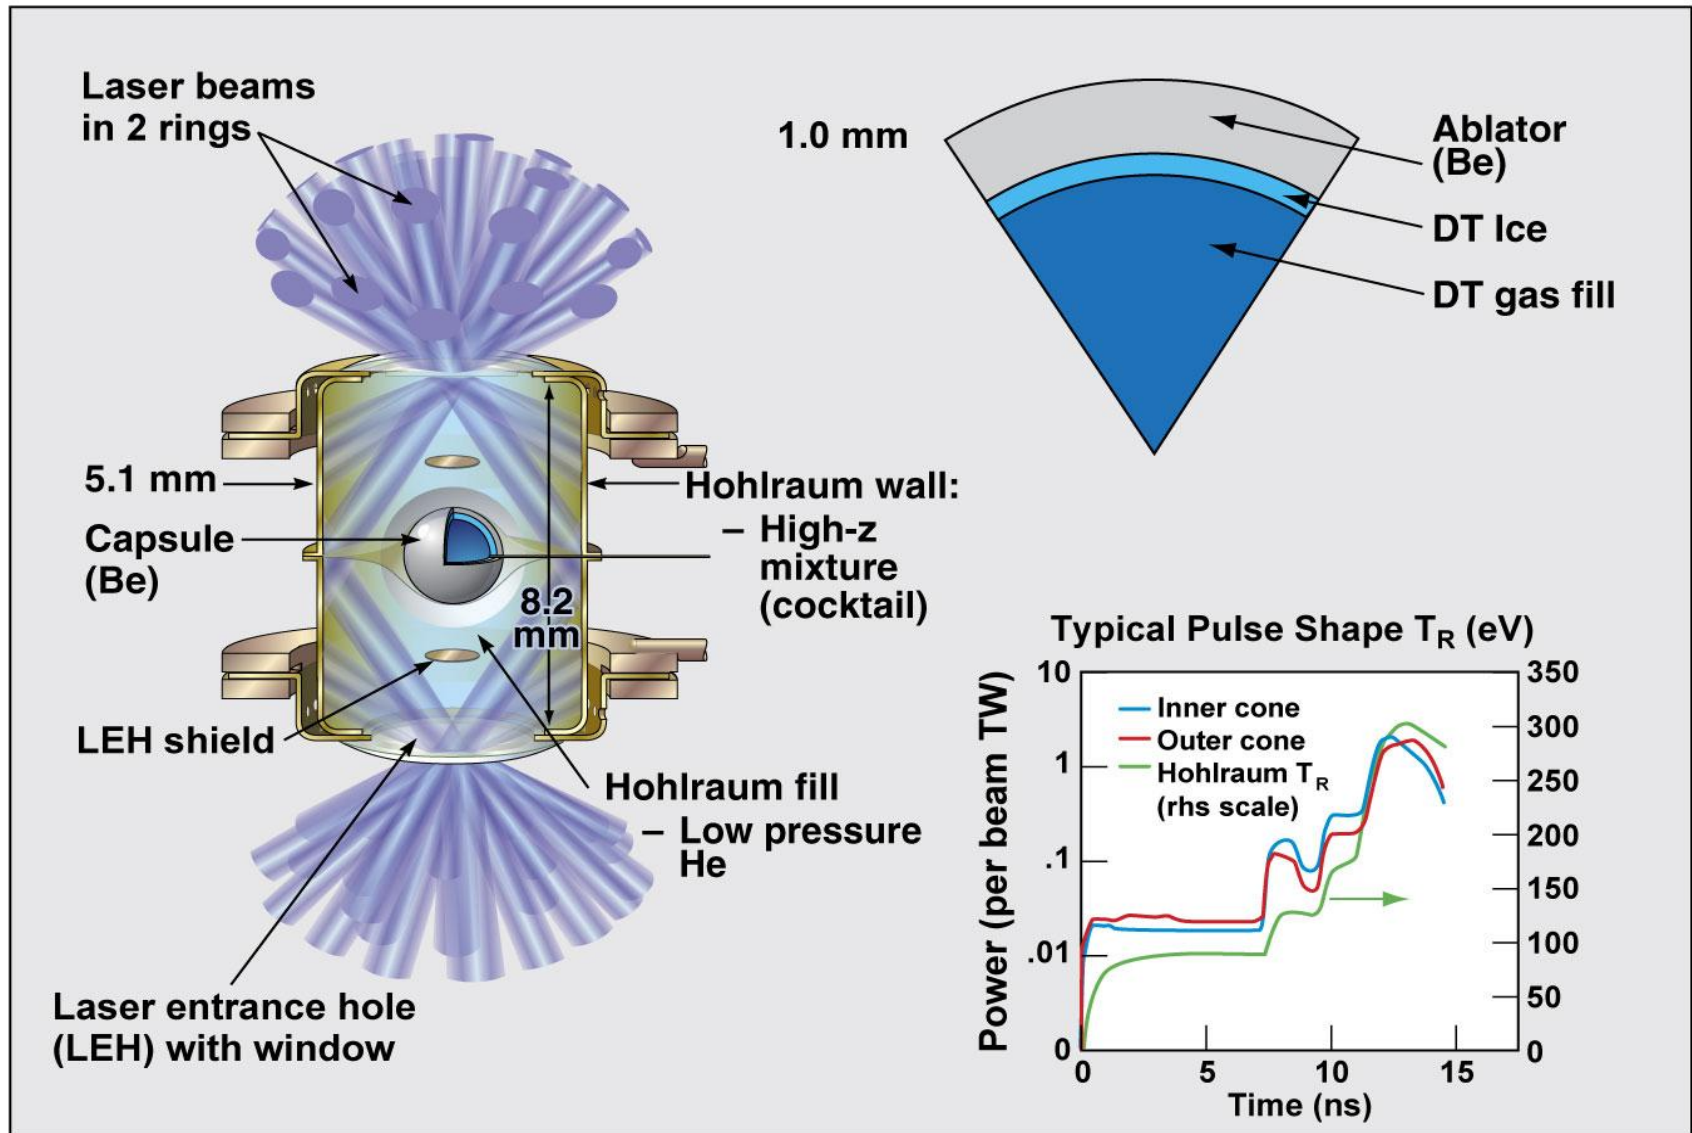 Laser beams
in 2 rings
1.0 mm
Ablator
(Be)
DT Ice
DT gas fill
5.1 mm
Capsule
(Be)
8.2
mm
Hohlraum wall:
– High-z
mixture
(cocktail)
LEH shield
Hohlraum fill
– Low pressure
He
Laser entrance hole
(LEH) with window
Typical Pulse Shape TR (eV)
Power (per beam TW)
10
1
.1
.01
0
Inner cone
Outer cone
Hohlraum TR
(rhs scale)
350
300
250
200
150
100
50
0
0 5 10 15
Time (ns)